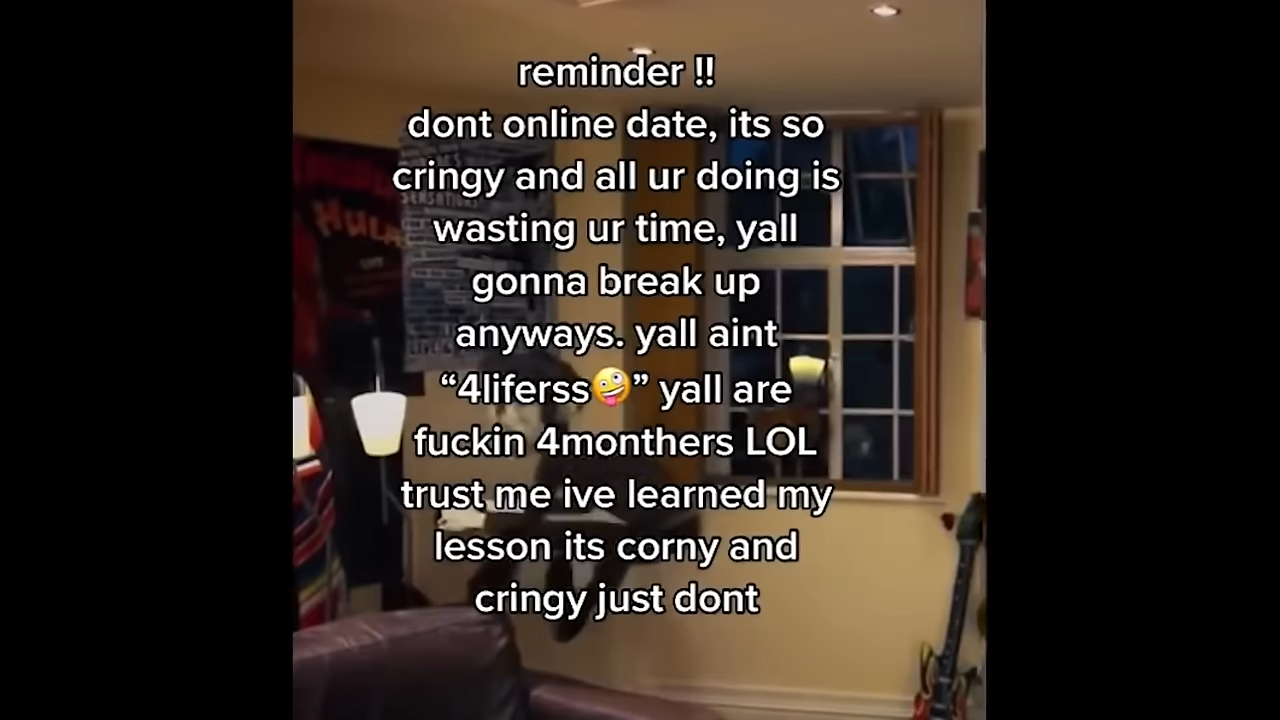 reminder !!
dont online date, its so
cringy and all ur doing is
wasting ur time, yall
gonna break up
anyways. yall aint
“4liferss🤪” yall are
fuckin 4monthers LOL
trust me ive learned my
lesson its corny and
cringy just dont